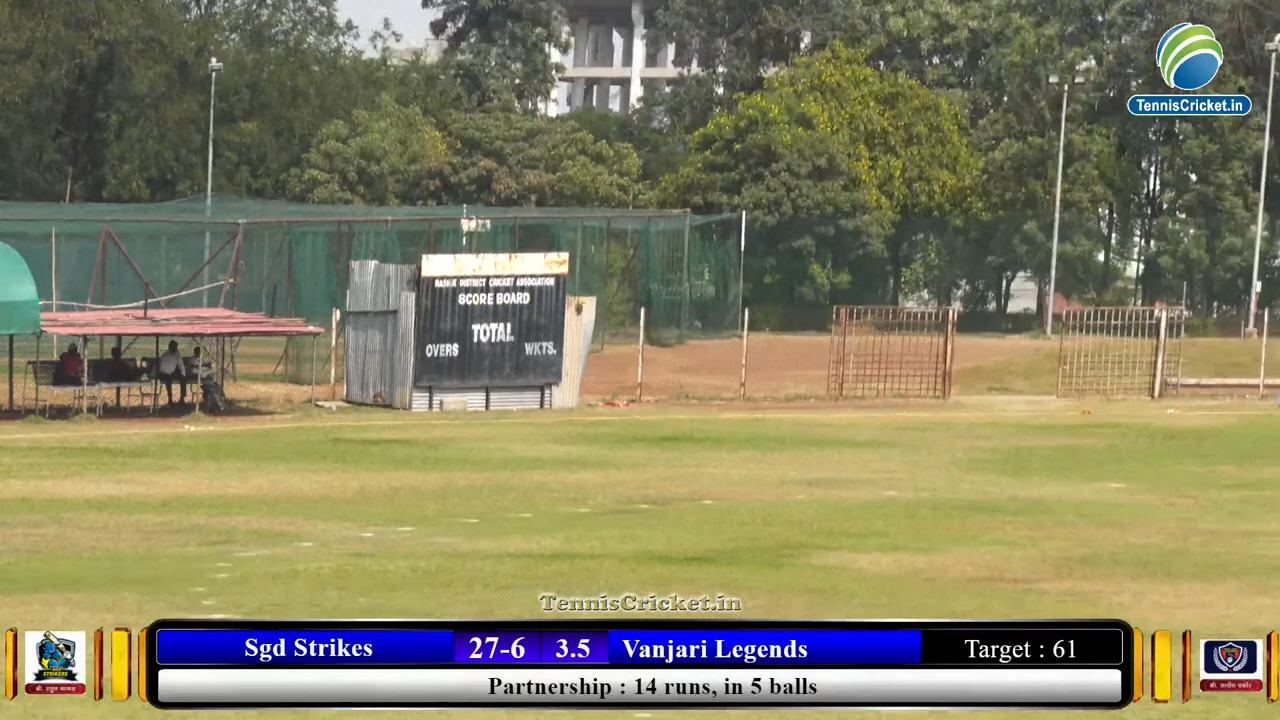 TennisCricket.in
NASHIK DISTRICT CRICKET ASSOCIATION
SCORE BOARD
TOTAL
OVERS WKTS.
TennisCricket.in
Sgd Strikes 27-6 3.5 Vanjari Legends Target : 61
Partnership : 14 runs, in 5 balls
STRIKERS